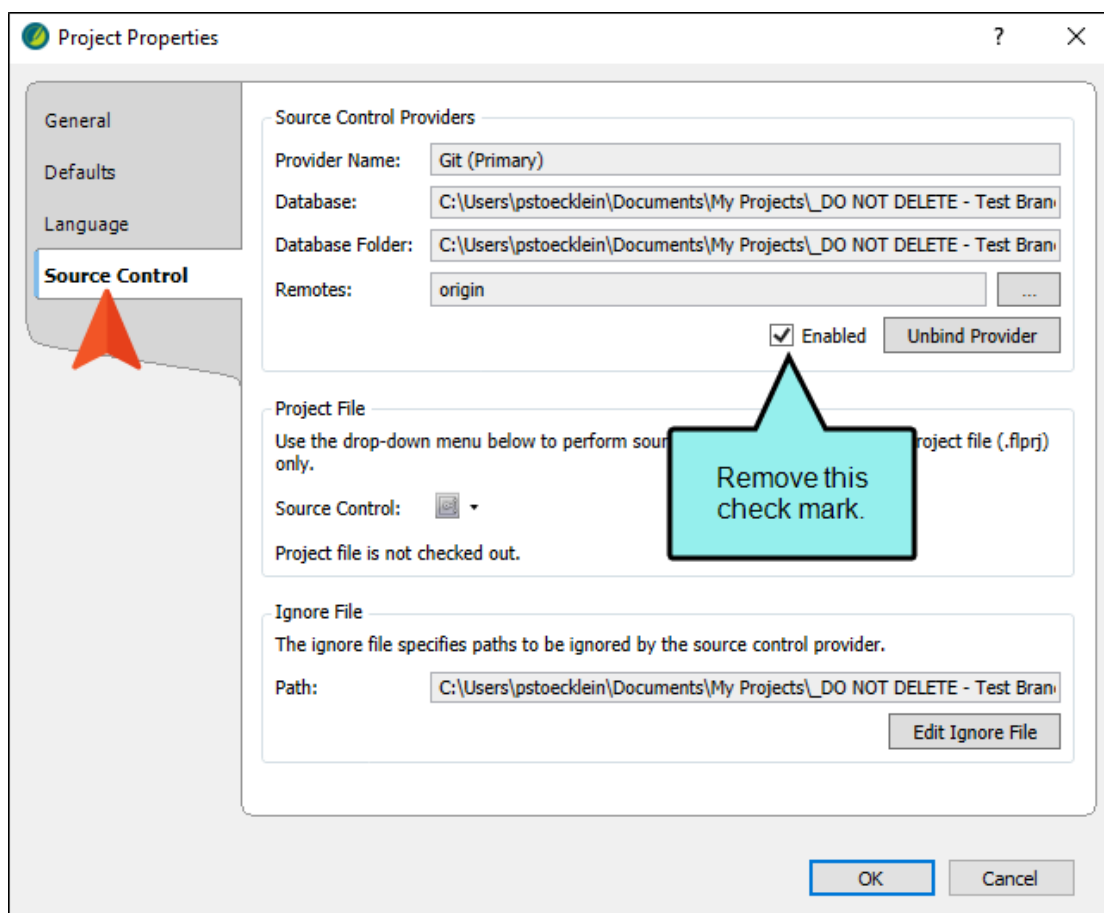 Project Properties
?
General
Defaults
Language
Source Control
Source Control Providers
Provider Name:
Git (Primary)
Database:
C:\Users\pstoecklein\Documents\My Projects\_DO NOT DELETE - Test Bran
Database Folder:
C:\Users\pstoecklein\Documents\My Projects\_DO NOT DELETE - Test Bran
Remotes:
origin
...
Enabled
Unbind Provider
Project File
Use the drop-down menu below to perform sour roject file (.flprj)
only.
Remove this
check mark.
Source Control:
Project file is not checked out.
Ignore File
The ignore file specifies paths to be ignored by the source control provider.
Path:
C:\Users\pstoecklein\Documents\My Projects\_DO NOT DELETE - Test Bran
Edit Ignore File
OK
Cancel